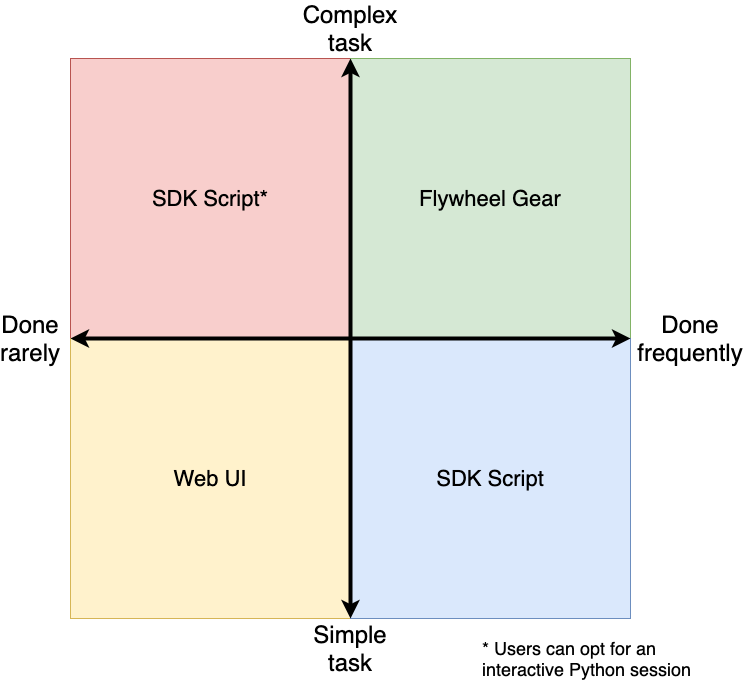 Complex
task
SDK Script*
Flywheel Gear
Done
rarely
Done
frequently
Web UI
SDK Script
Simple
task
* Users can opt for an
interactive Python session